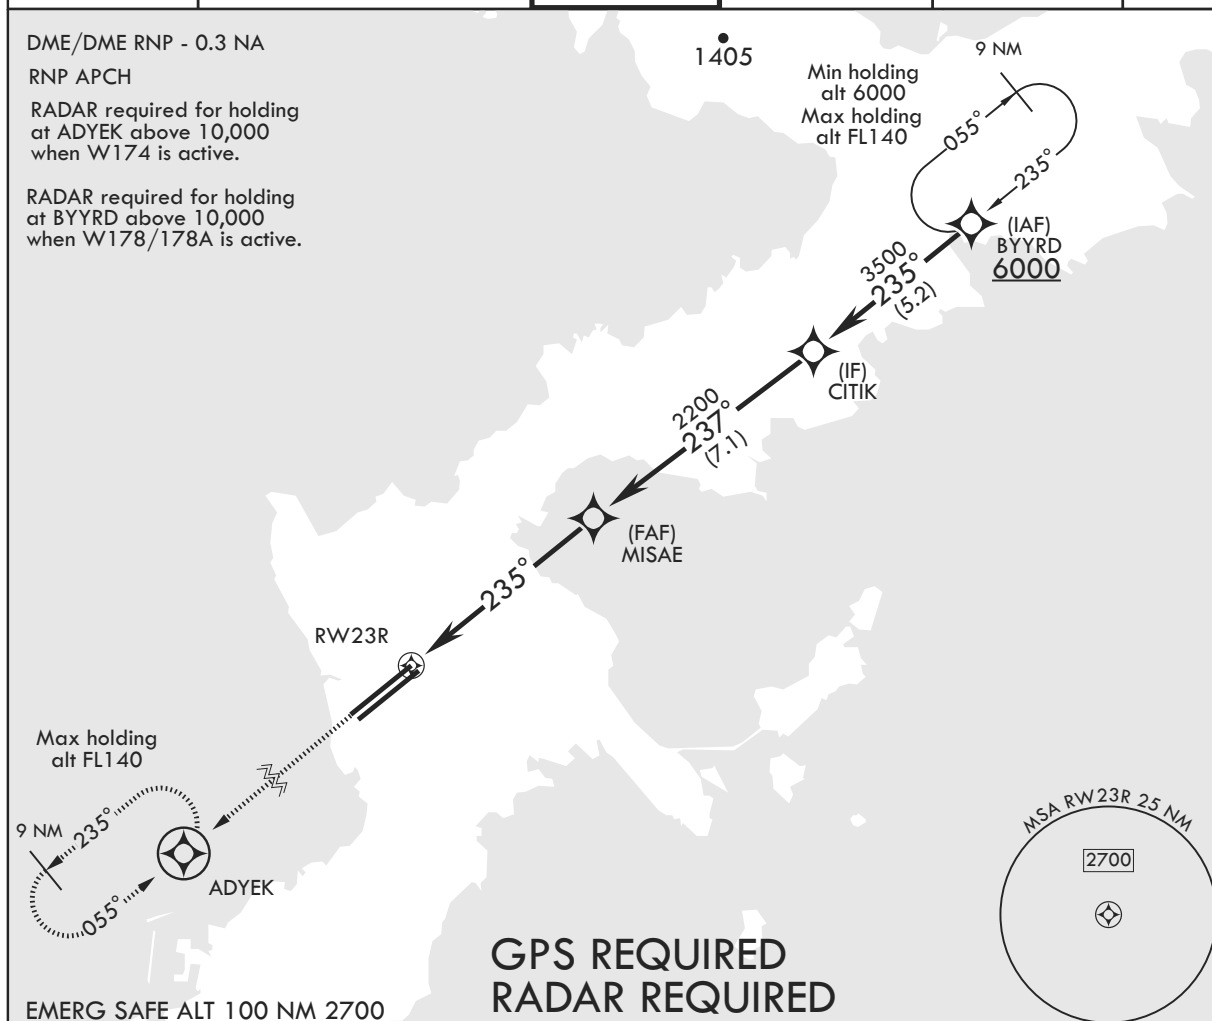 DME/DME RNP - 0.3 NA
RNP APCH
RADAR required for holding
at ADYEK above 10,000
when W174 is active.
RADAR required for holding
at BYYRD above 10,000
when W178/178A is active.
1405
Min holding
alt 6000
Max holding
alt FL140
9 NM
055°
235°
(IAF)
BYYRD
6000
3500
235°
(5.2)
(IF)
CITIK
2200
237°
(7.1)
(FAF)
MISAE
235°
RW23R
Max holding
alt FL140
9 NM
235°
055°
ADYEK
MSA RW23R 25 NM
2700
GPS REQUIRED
RADAR REQUIRED
EMERG SAFE ALT 100 NM 2700